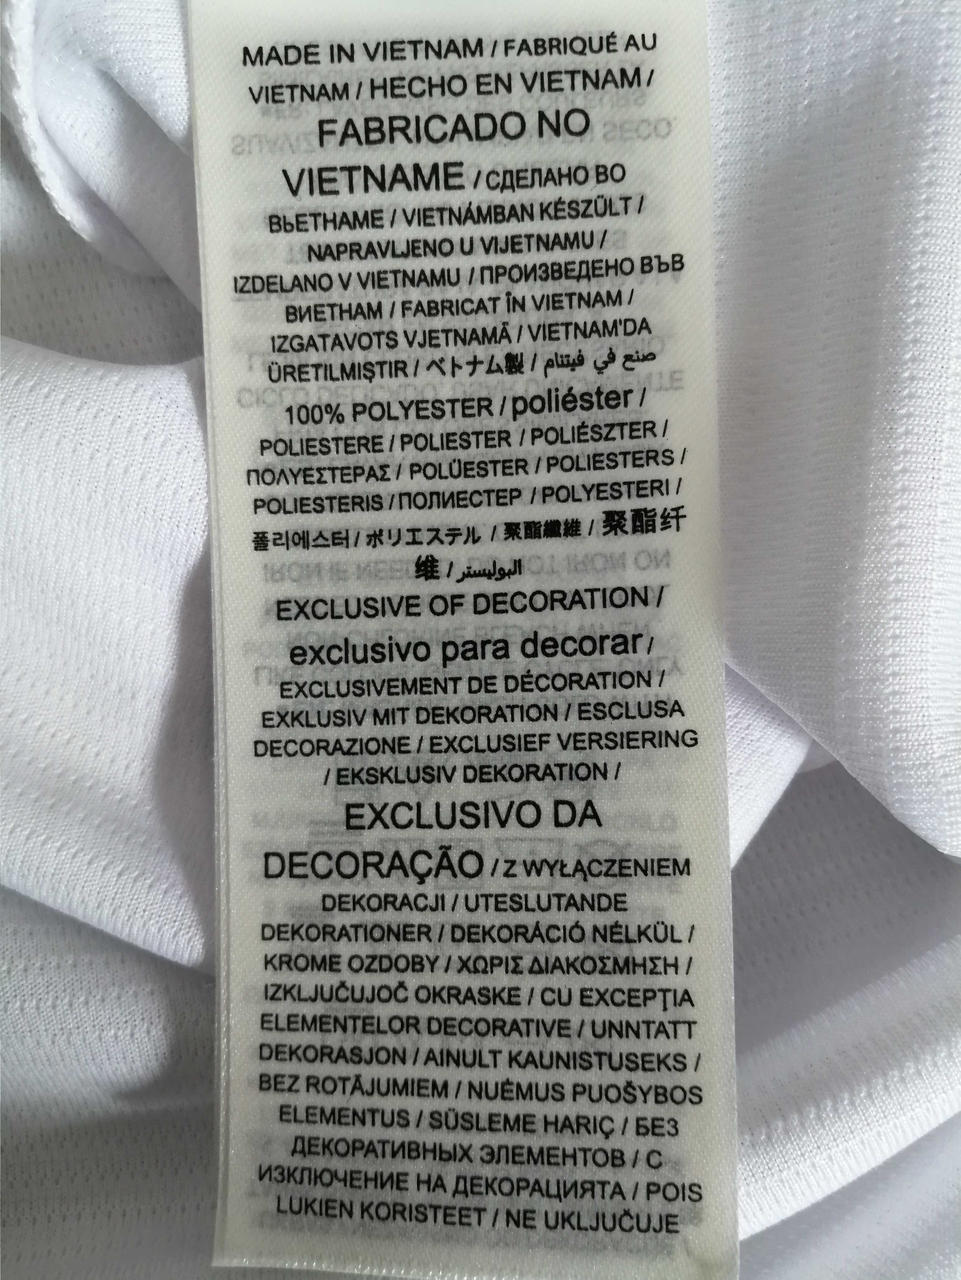 MADE IN VIETNAM / FABRIQUÉ AU
VIETNAM / HECHO EN VIETNAM /
FABRICADO NO
VIETNAME / СДЕЛАНО ВО
ВЬЕТНАМЕ / VIETNÁMBAN KÉSZÜLT /
NAPRAVLJENO U VIJETNAMU /
IZDELANO V VIETNAMU / ПРОИЗВЕДЕНО ВЪВ
ВИЕТНАМ / FABRICAT ÎN VIETNAM /
IZGATAVOTS VJETNAMĀ / VIETNAM'DA
ÜRETILMIŞTIR / ベトナム製 / صنع في فيتنام
100% POLYESTER / poliéster /
POLIESTERE / POLIESTER / POLIÉSZTER /
ΠΟΛΥΕΣΤΕΡΑΣ / POLÜESTER / POLIESTERS /
POLIESTERIS / ПОЛИЕСТЕР / POLYESTERI /
폴리에스터 / ポリエステル / 聚酯纖維 / 聚酯纤
维 / البوليستر
EXCLUSIVE OF DECORATION /
exclusivo para decorar /
EXCLUSIVEMENT DE DÉCORATION /
EXKLUSIV MIT DEKORATION / ESCLUSA
DECORAZIONE / EXCLUSIEF VERSIERING
/ EKSKLUSIV DEKORATION /
EXCLUSIVO DA
DECORAÇÃO / Z WYŁĄCZENIEM
DEKORACJI / UTESLUTANDE
DEKORATIONER / DEKORÁCIÓ NÉLKÜL /
KROME OZDOBY / ΧΩΡΙΣ ΔΙΑΚΟΣΜΗΣΗ /
IZKLJUČUJOČ OKRASKE / CU EXCEPŢIA
ELEMENTELOR DECORATIVE / UNNTATT
DEKORASJON / AINULT KAUNISTUSEKS /
BEZ ROTĀJUMIEM / NUĖMUS PUOŠYBOS
ELEMENTUS / SÜSLEME HARIÇ / БЕЗ
ДЕКОРАТИВНЫХ ЭЛЕМЕНТОВ / С
ИЗКЛЮЧЕНИЕ НА ДЕКОРАЦИЯТА / POIS
LUKIEN KORISTEET / NE UKLJUČUJE